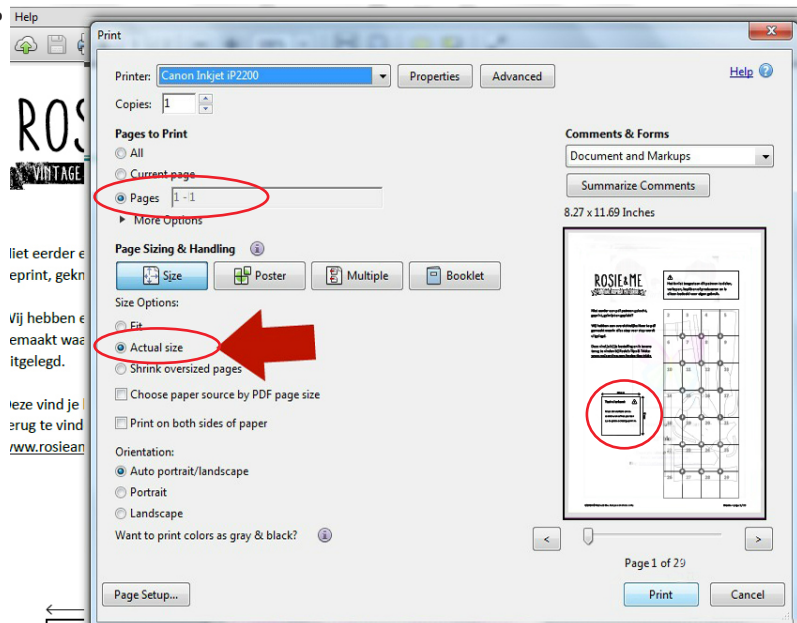 Help
Print
ROS
VINTAGE
Printer: Canon Inkjet iP2200 Properties Advanced Help
Copies: 1
Pages to Print
All
Current page
Pages 1 - 1
More Options
Comments & Forms
Document and Markups
Summarize Comments
8.27 x 11.69 Inches
Page Sizing & Handling
Size Poster Multiple Booklet
Size Options:
Fit
Actual size
Shrink oversized pages
Choose paper source by PDF page size
Print on both sides of paper
Orientation:
Auto portrait/landscape
Portrait
Landscape
Want to print colors as gray & black?
liet eerder e
eprint, gekn
Vij hebben e
emaakt waa
itgelegd.
Deze vind je
erug te vind
www.rosiean
ROSIE&ME
Page 1 of 29
Page Setup...
Print Cancel